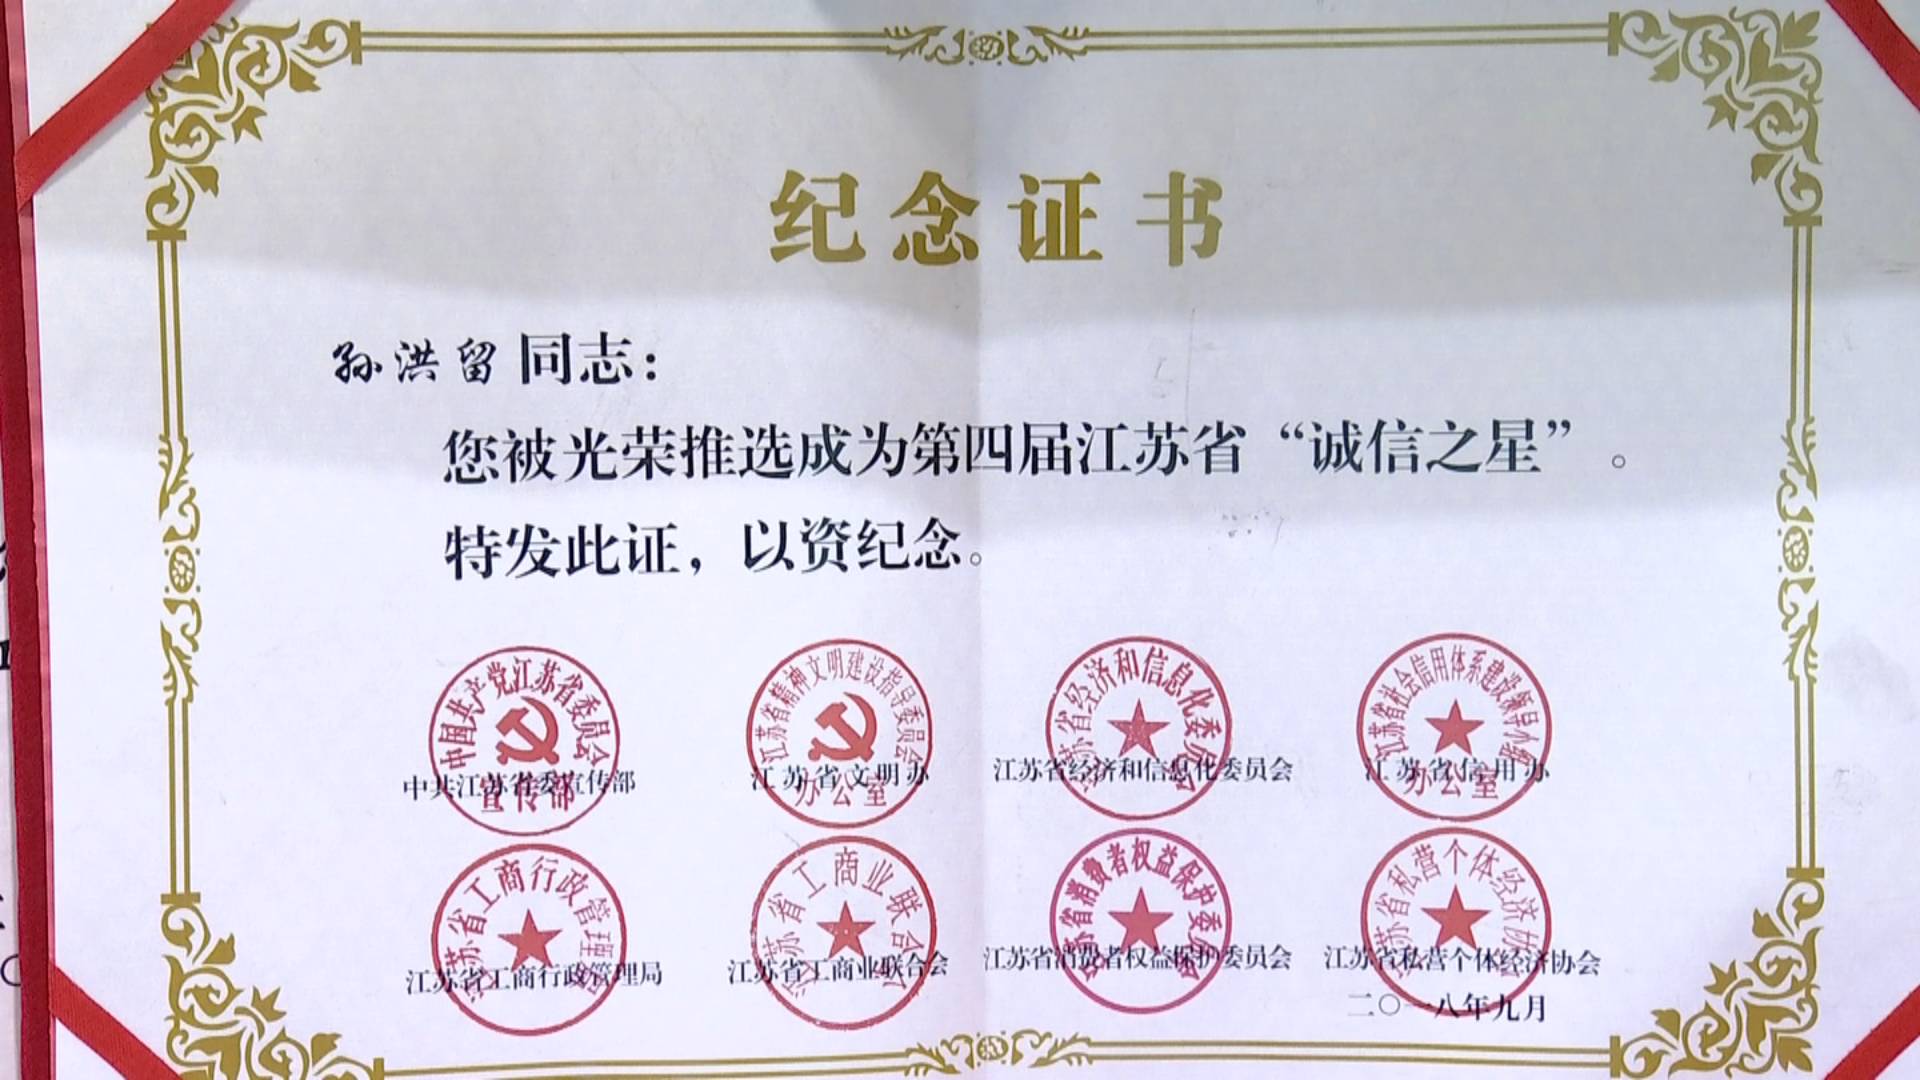 纪念证书
孙洪留同志：
您被光荣推选成为第四届江苏省“诚信之星”。
特发此证，以资纪念。
中国共产党江苏省委员会
宣传部
中共江苏省委宣传部
江苏省精神文明建设指导委员会
办公室
江苏省文明办
江苏省经济和信息化委员会
江苏省经济和信息化委员会
江苏省社会信用体系建设领导小组
办公室
江苏省信用办
江苏省工商行政管理局
江苏省工商行政管理局
江苏省工商业联合会
江苏省工商业联合会
江苏省消费者权益保护委员会
江苏省消费者权益保护委员会
江苏省私营个体经济协会
江苏省私营个体经济协会
二〇一八年九月